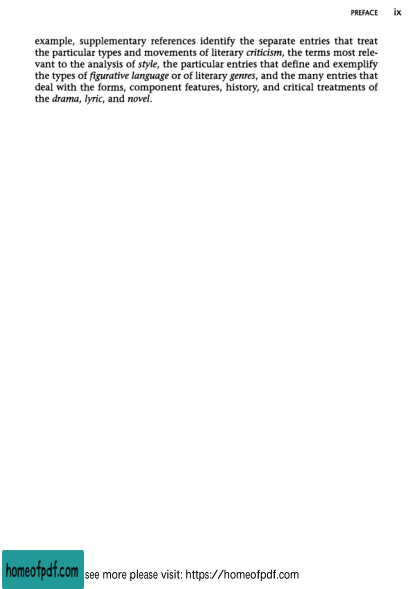 PREFACE ix
example, supplementary references identify the separate entries that treat
the particular types and movements of literary criticism, the terms most rele-
vant to the analysis of style, the particular entries that define and exemplify
the types of figurative language or of literary genres, and the many entries that
deal with the forms, component features, history, and critical treatments of
the drama, lyric, and novel.
homeofpdf.com see more please visit: https://homeofpdf.com